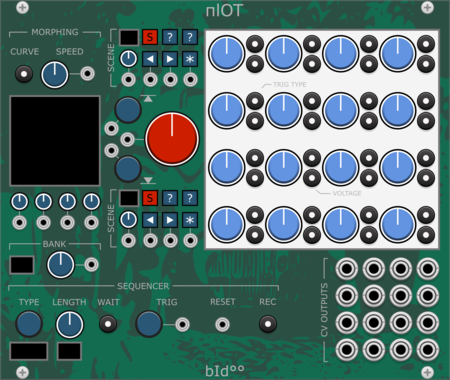 nIOT
MORPHING
CURVE SPEED
SCENE
S ? ?
*
TRIG TYPE
VOLTAGE
SCENE
S ? ?
*
BANK
SEQUENCER
TYPE LENGTH WAIT TRIG RESET REC
CV OUTPUTS
bId°°